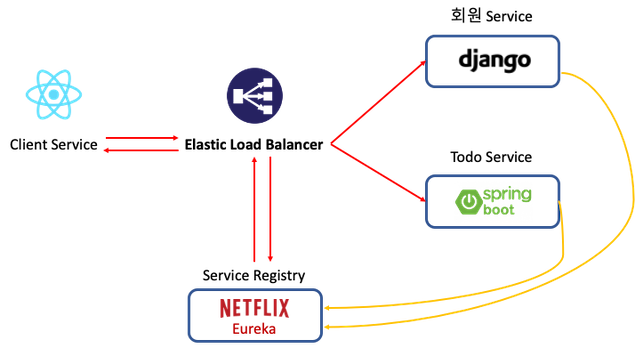 회원 Service
django
Client Service
Elastic Load Balancer
Todo Service
spring
boot
Service Registry
NETFLIX
Eureka